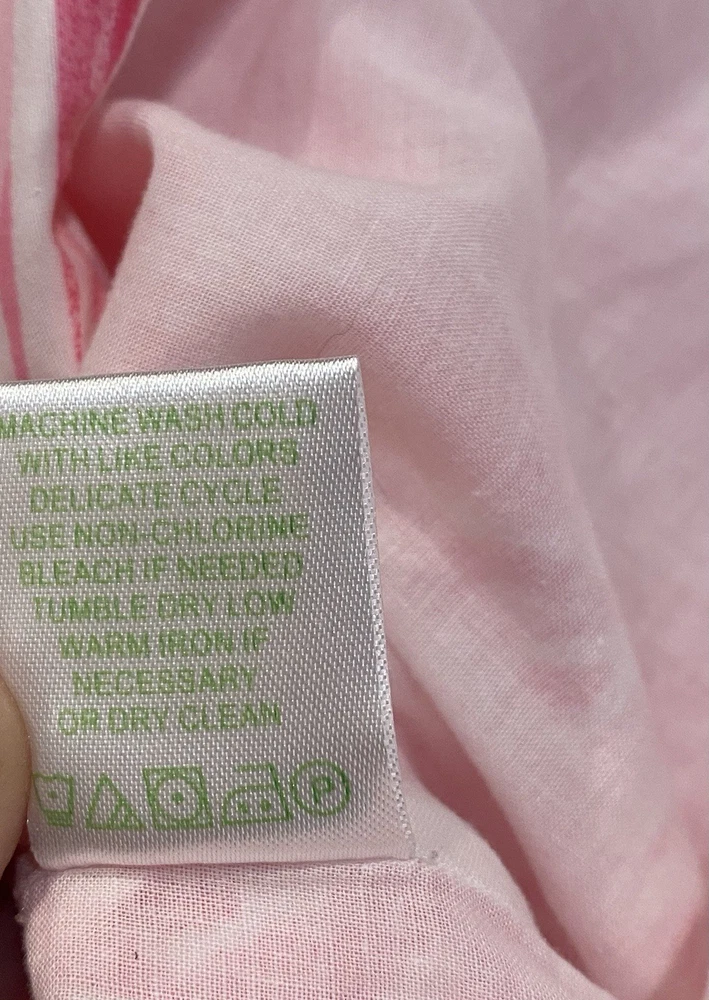 MACHINE WASH COLD
WITH LIKE COLORS
DELICATE CYCLE
USE NON-CHLORINE
BLEACH IF NEEDED
TUMBLE DRY LOW
WARM IRON IF
NECESSARY
OR DRY CLEAN
P